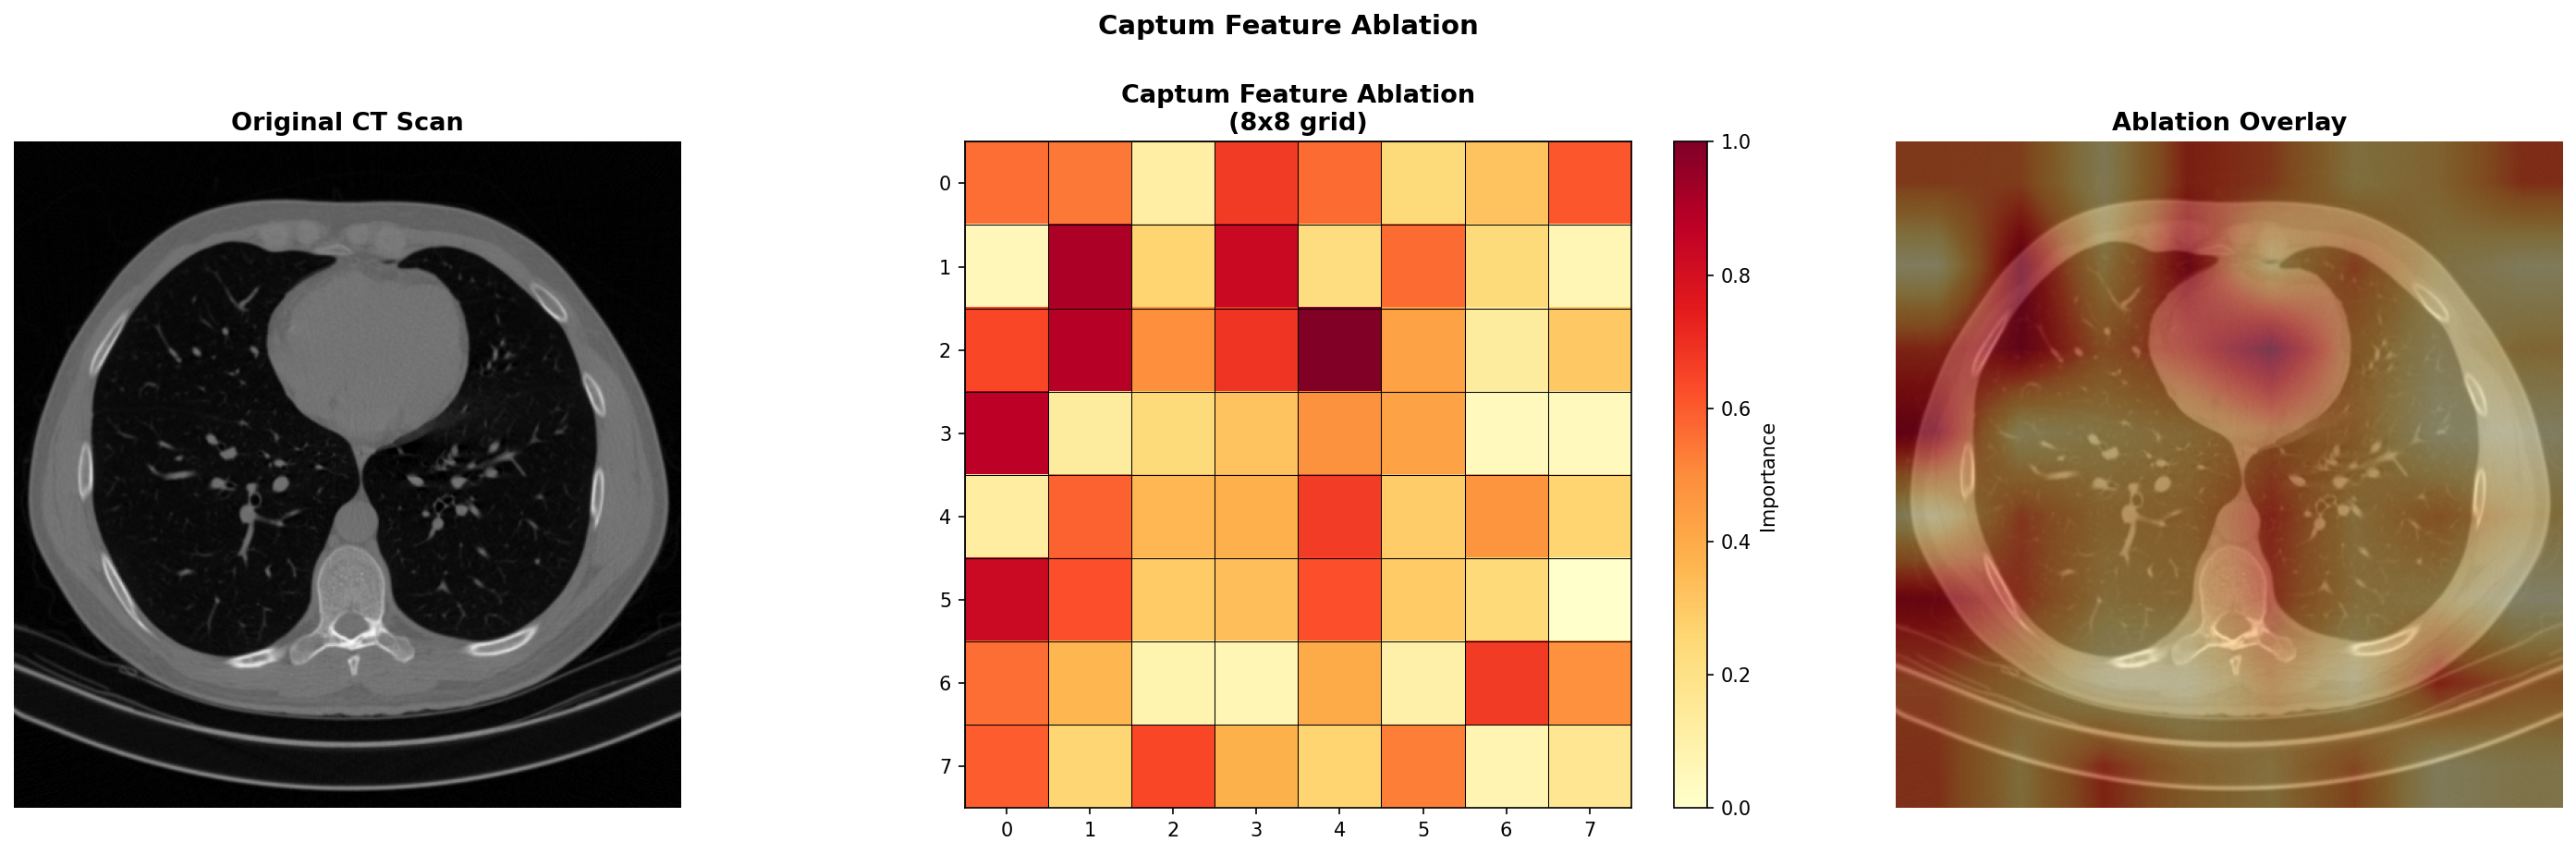 Captum Feature Ablation
Original CT Scan
Captum Feature Ablation
(8x8 grid)
0
1
2
3
4
5
6
7
0 1 2 3 4 5 6 7
1.0
0.8
0.6
0.4
0.2
0.0
Importance
Ablation Overlay